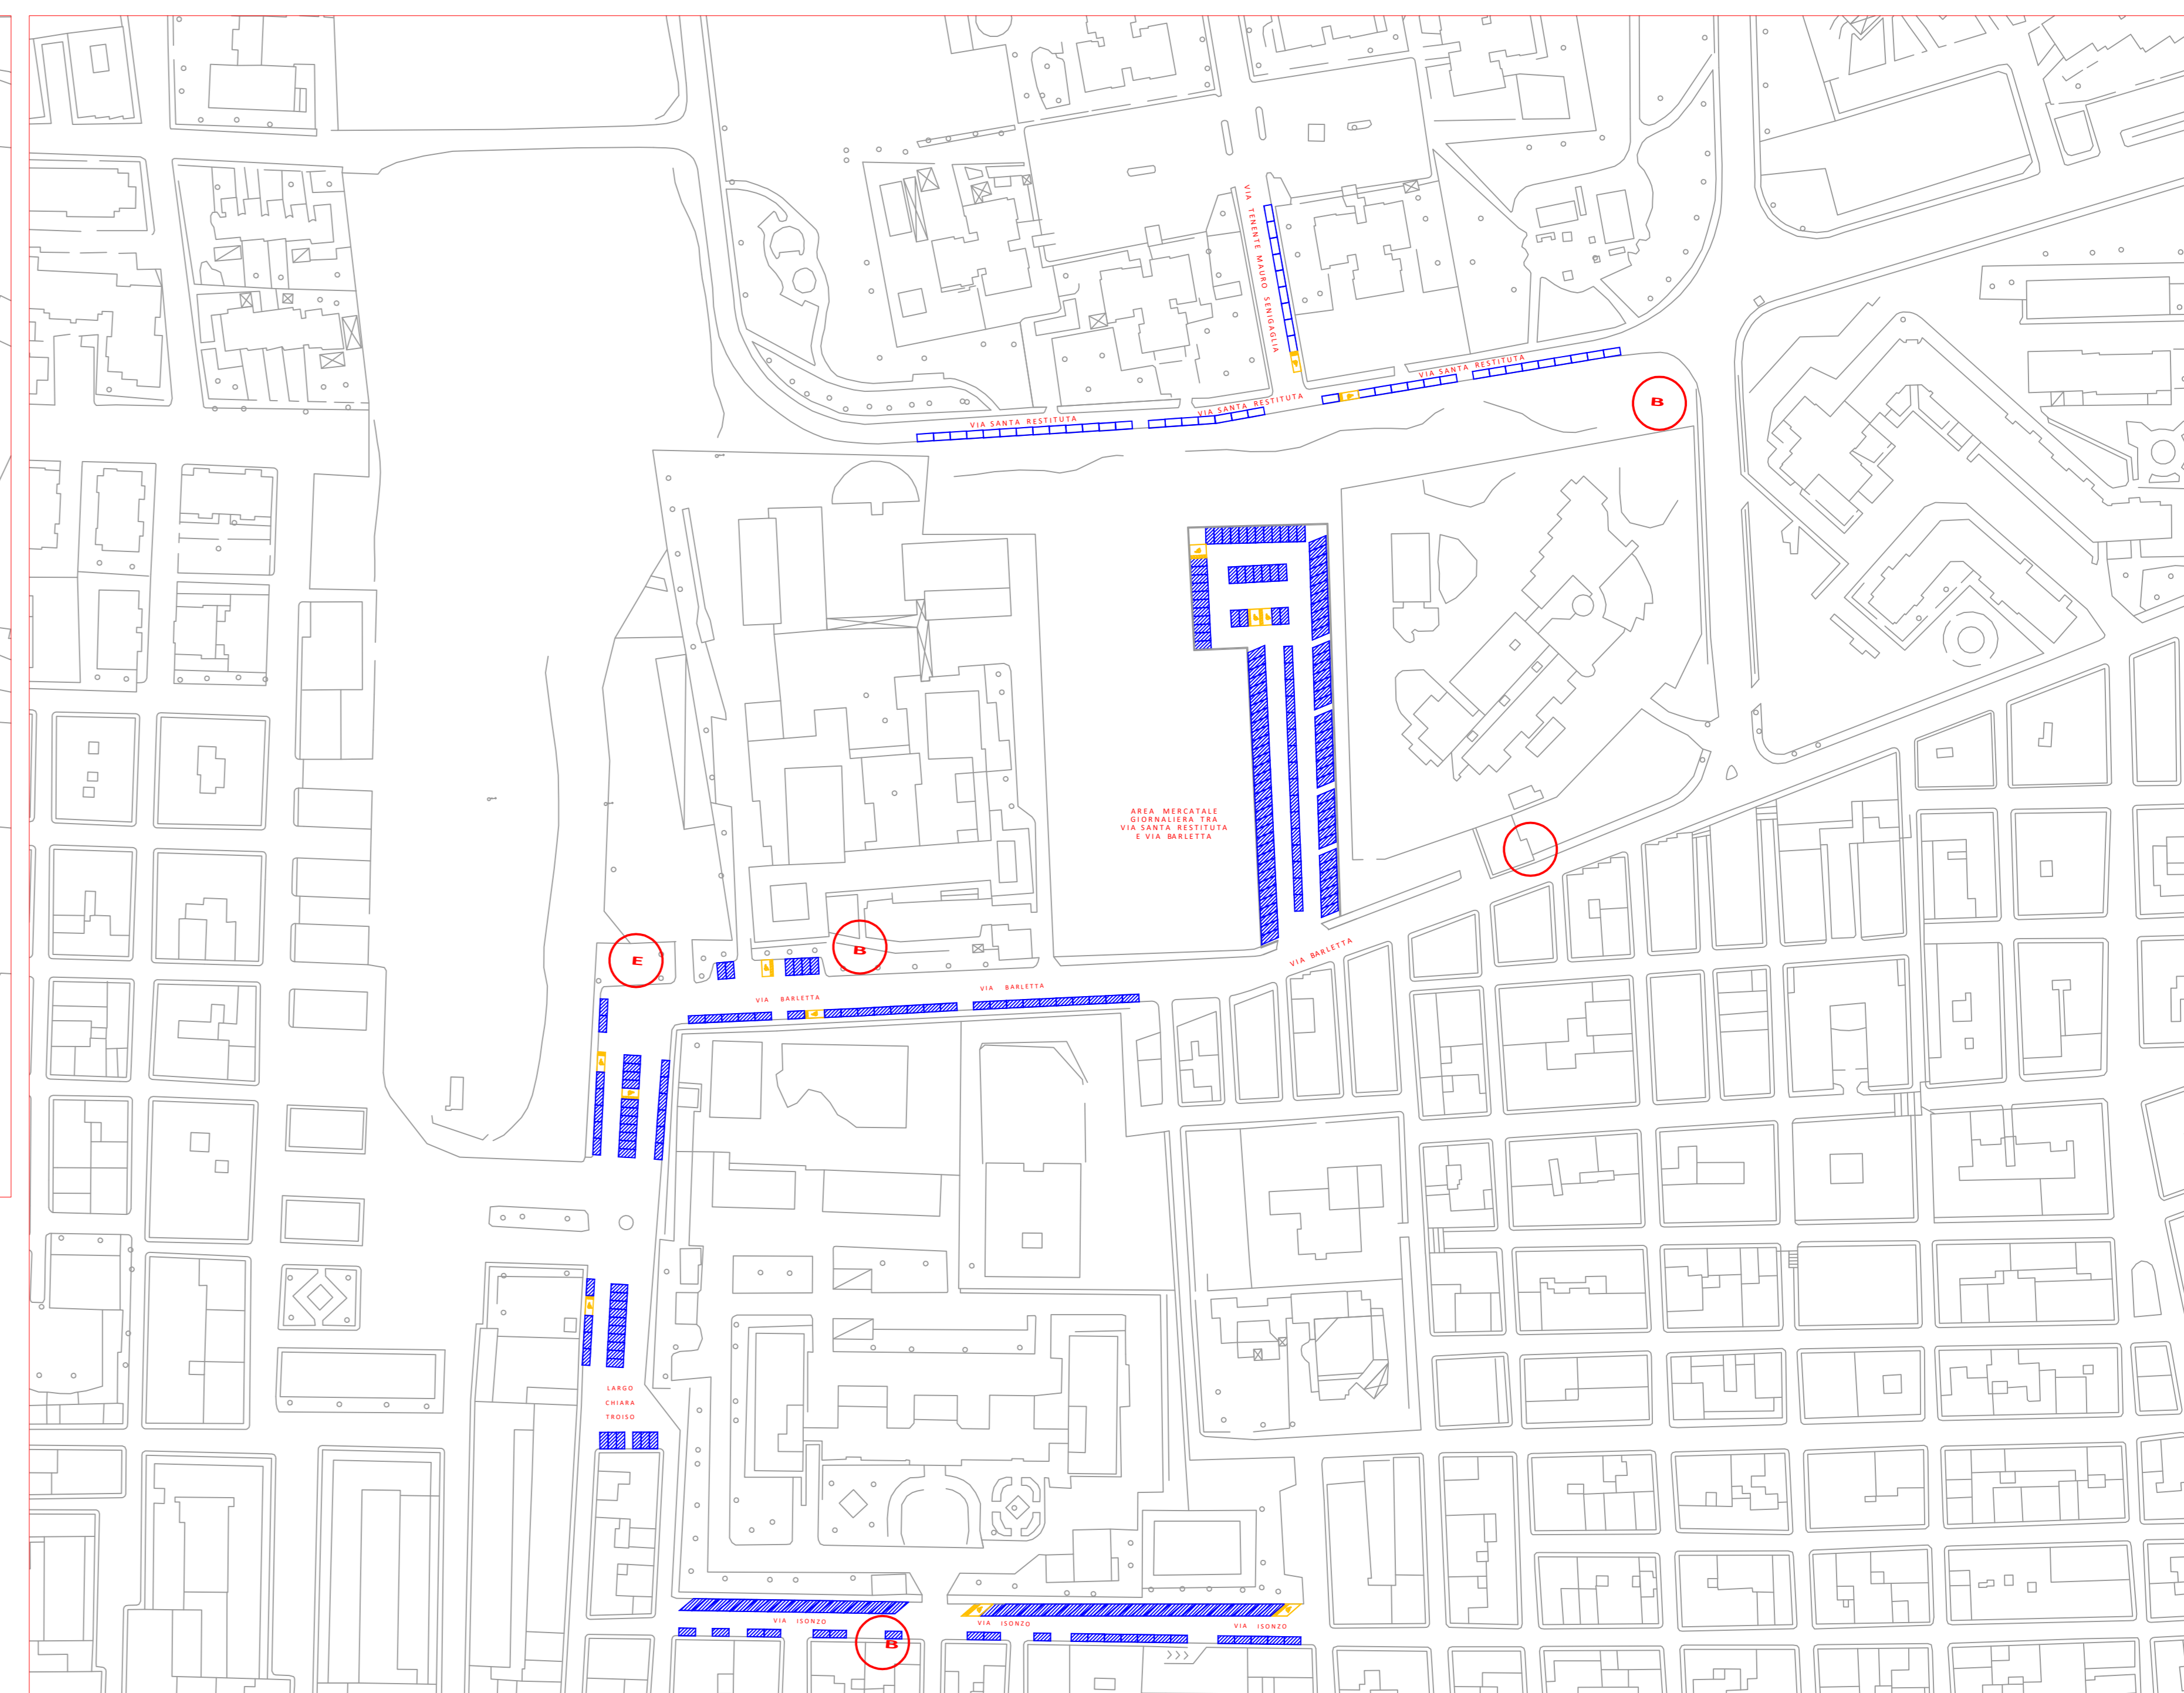 VIA TENENTE MAURO SENIGAGLIA
VIA SANTA RESTITUTA
VIA SANTA RESTITUTA
VIA SANTA RESTITUTA
B
AREA MERCATALE
GIORNALIERA TRA
VIA SANTA RESTITUTA
E VIA BARLETTA
E
B
VIA BARLETTA
VIA BARLETTA
VIA BARLETTA
LARGO
CHIARA
TROISO
VIA ISONZO
VIA ISONZO
VIA ISONZO
B